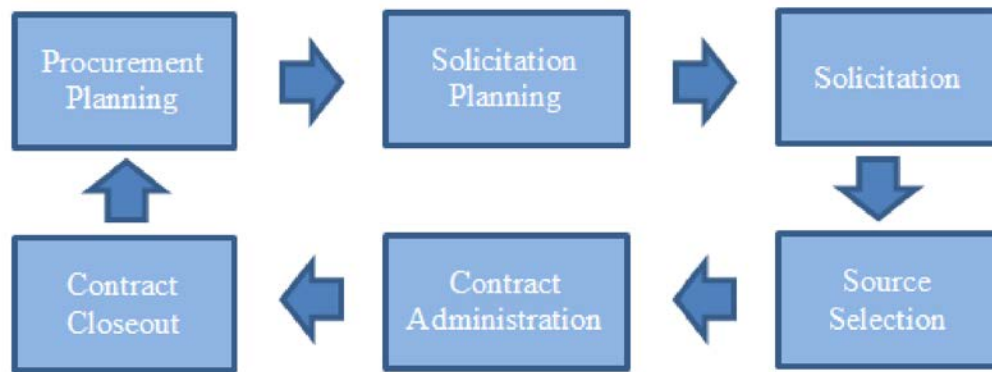 Procurement
Planning
Solicitation
Planning
Solicitation
Source
Selection
Contract
Administration
Contract
Closeout